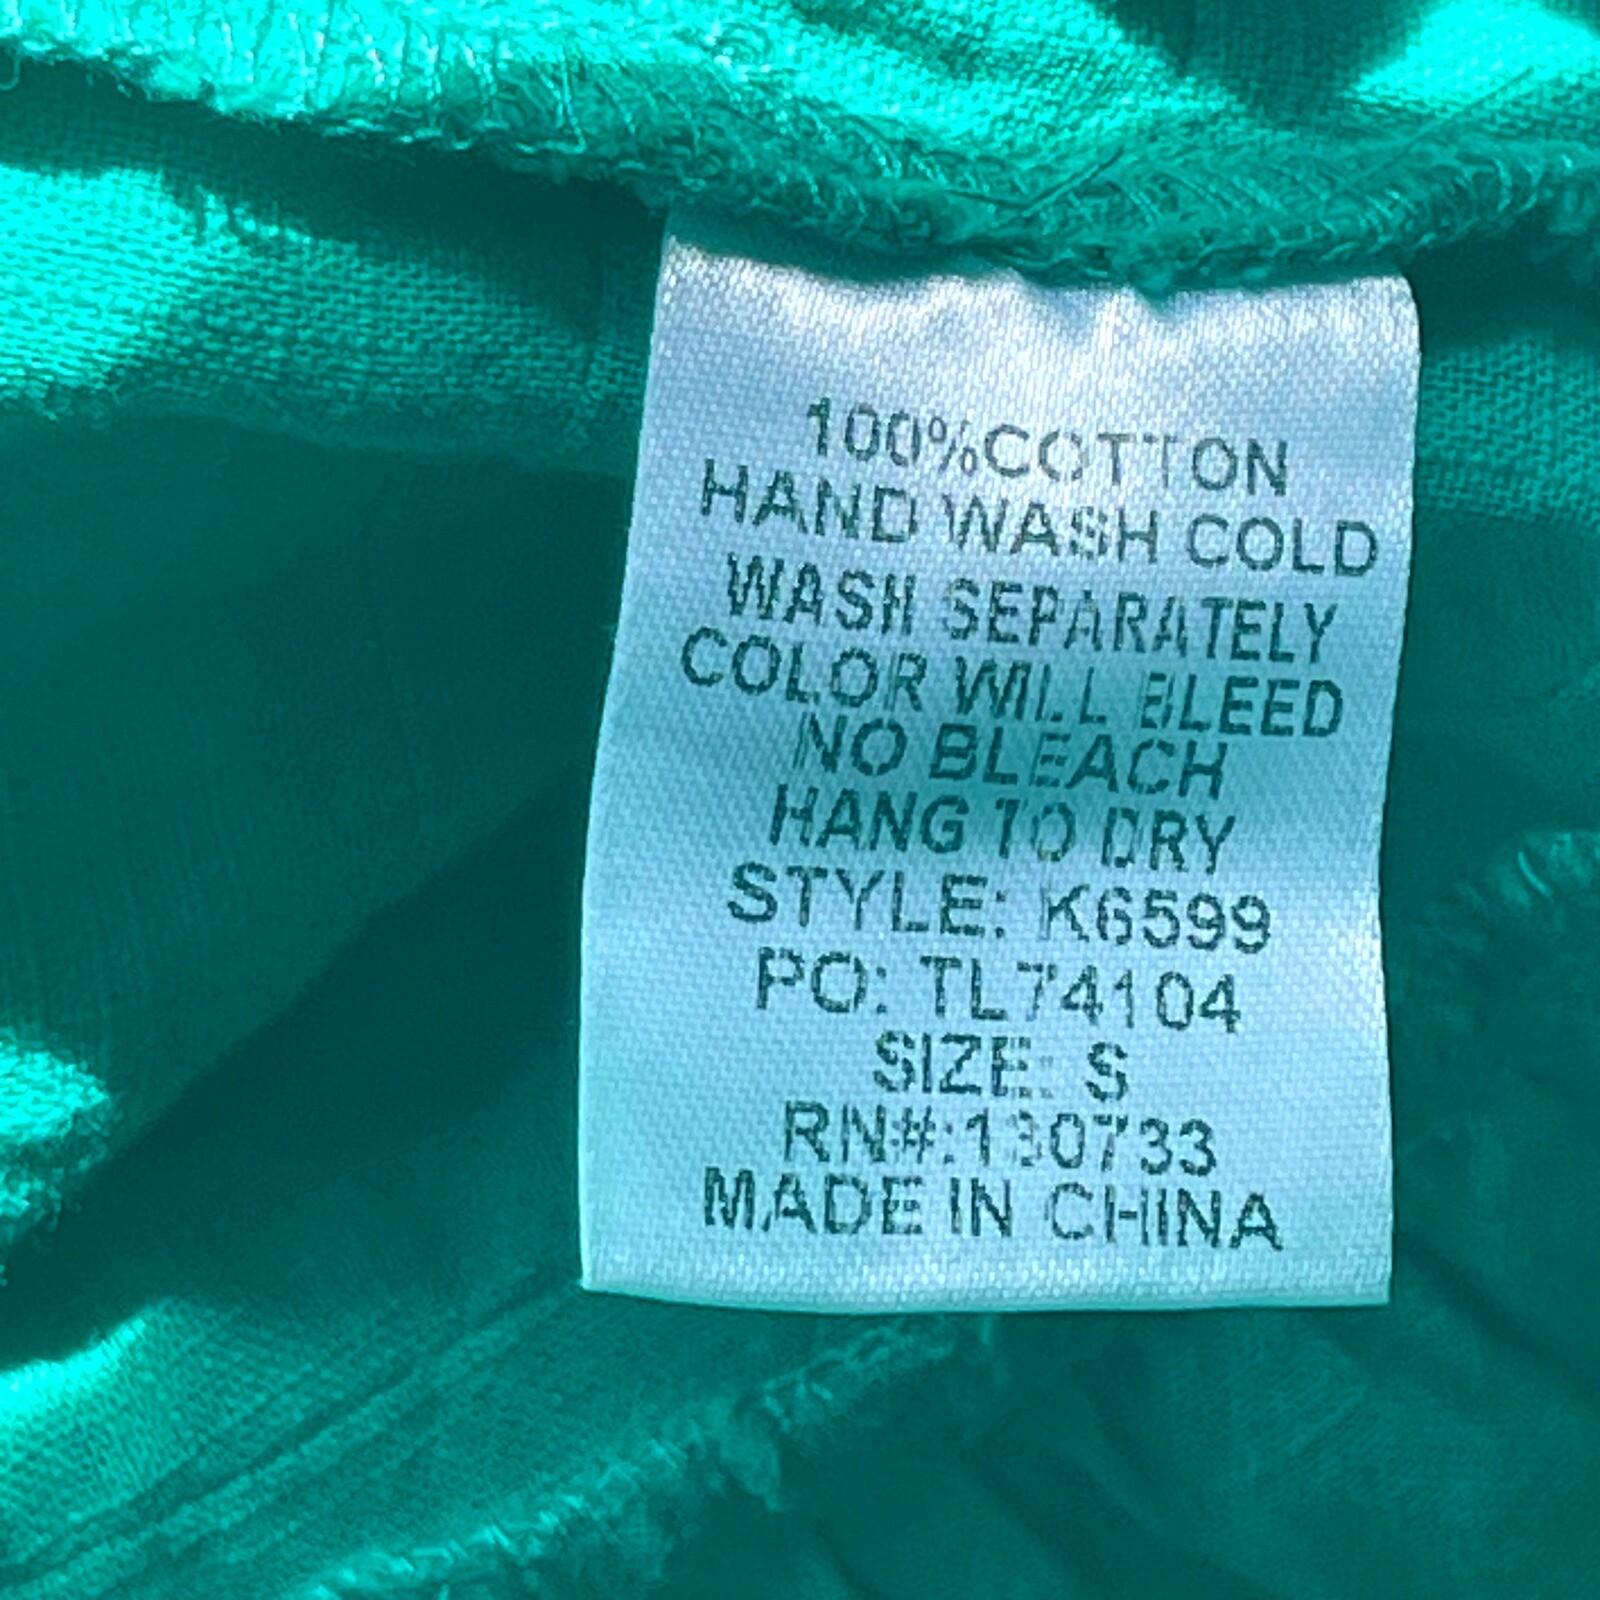 100%COTTON
HAND WASH COLD
WASH SEPARATELY
COLOR WILL BLEED
NO BLEACH
HANG TO DRY
STYLE: K6599
PO: TL74104
SIZE: S
RN#:130733
MADE IN CHINA